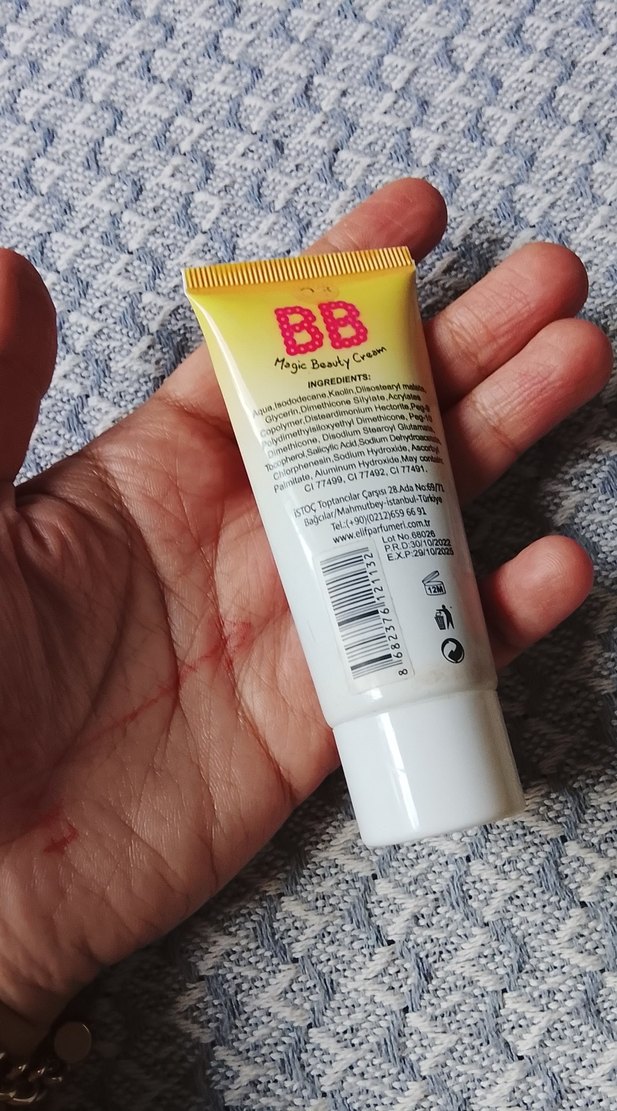 BB
Magic Beauty Cream
INGREDIENTS:
Aqua,Isododecane,Kaolin,Diisostearyl malate,
Glycerin,Dimethicone Silylate,Acrylates
Copolymer,Disteardimonium Hectorite,Peg-9
Polydimethylsiloxyethyl Dimethicone, Peg-10
Dimethicone, Disodium Stearoyl Glutamate,
Tocopherol,Salicylic Acid,Sodium Dehydroacetate,
Chlorphenesin, Sodium Hydroxide, Ascorbyl
Palmitate, Aluminum Hydroxide,May contain:
CI 77499, CI 77492, CI 77491.
İSTOÇ Toptancılar Çarşısı 28.Ada No:69/71
Bağcılar/Mahmutbey-İstanbul-Türkiye
Tel.:(+90)(0212)659 66 91
www.elifparfumeri.com.tr
Lot No.68026
P.R.D:30/10/2022
E.X.P:29/10/2025
12M
8 682376 121132